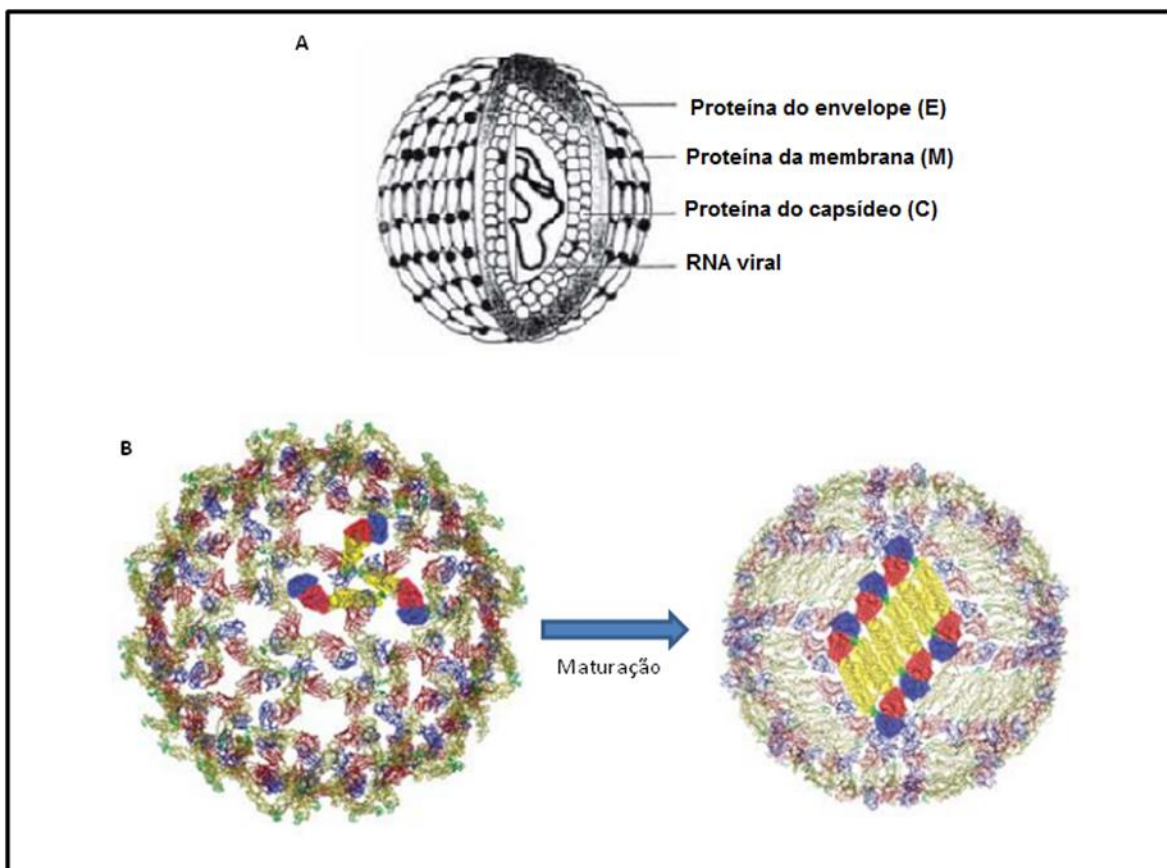 A
Proteína do envelope (E)
Proteína da membrana (M)
Proteína do capsídeo (C)
RNA viral
B
Maturação